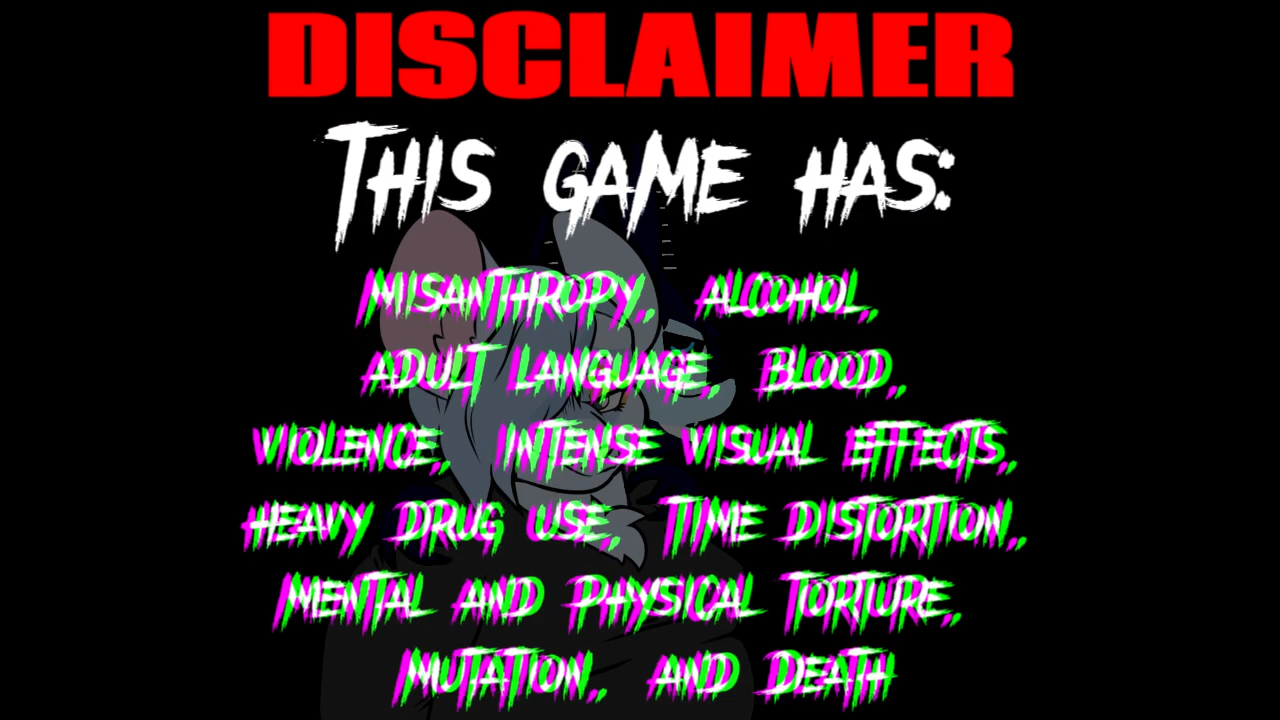 DISCLAIMER
THIS GAME HAS:
MISANTHROPY, ALCOHOL,
ADULT LANGUAGE, BLOOD,
VIOLENCE, INTENSE VISUAL EFFECTS,
HEAVY DRUG USE, TIME DISTORTION,
MENTAL AND PHYSICAL TORTURE,
MUTATION, AND DEATH